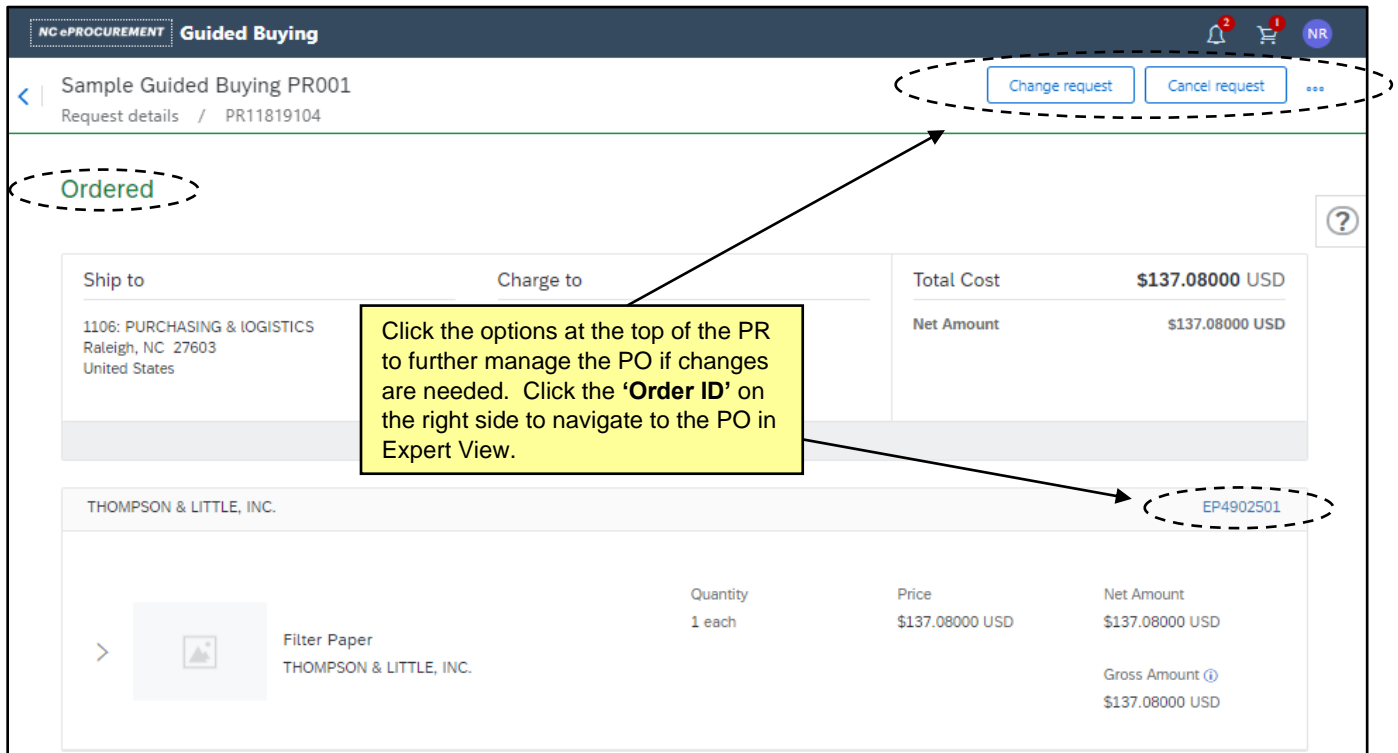 NC ePROCUREMENT Guided Buying
2 1 NR
Sample Guided Buying PR001
Change request Cancel request
Request details / PR11819104
Ordered
?
Ship to Charge to Total Cost $137.08000 USD
1106: PURCHASING & lOGISTICS
Raleigh, NC 27603
United States
Net Amount $137.08000 USD
Click the options at the top of the PR
to further manage the PO if changes
are needed. Click the ‘Order ID’ on
the right side to navigate to the PO in
Expert View.
THOMPSON & LITTLE, INC. EP4902501
Quantity Price Net Amount
1 each $137.08000 USD $137.08000 USD
Filter Paper
THOMPSON & LITTLE, INC.
Gross Amount
$137.08000 USD